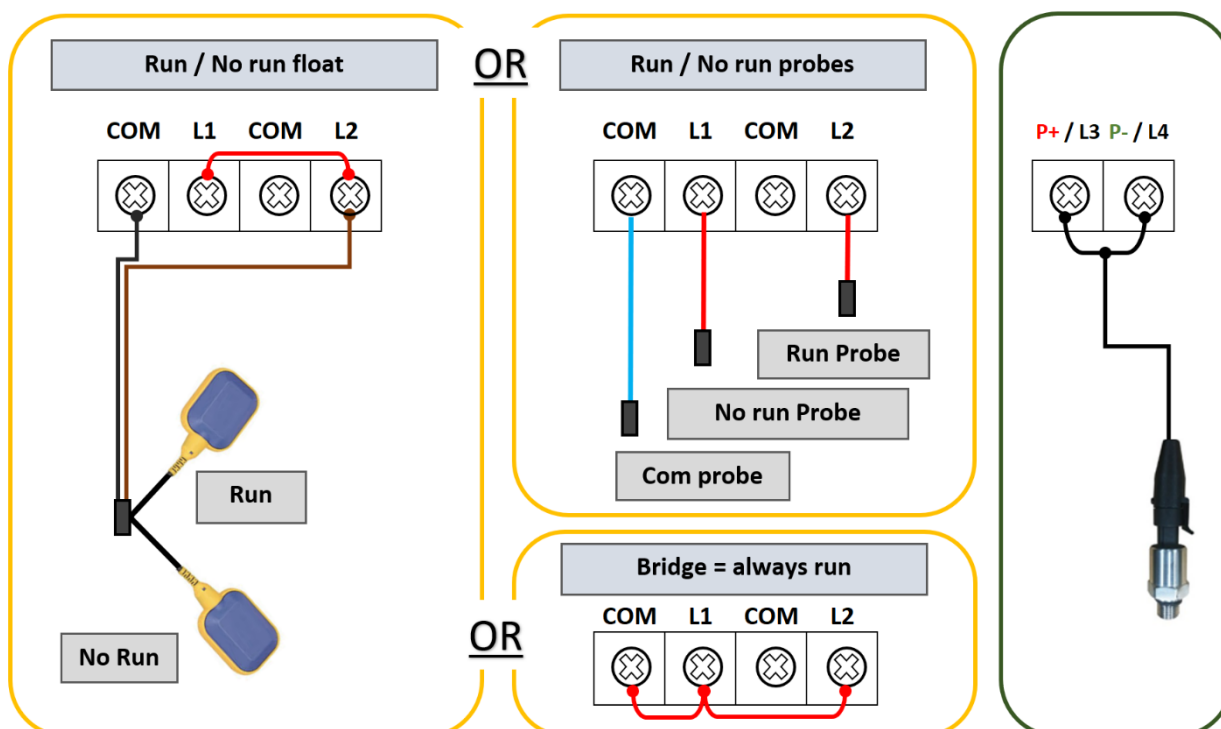 Run / No run float
COM L1 COM L2
Run
No Run
OR
Run / No run probes
COM L1 COM L2
Run Probe
No run Probe
Com probe
OR
Bridge = always run
COM L1 COM L2
P+ / L3 P- / L4